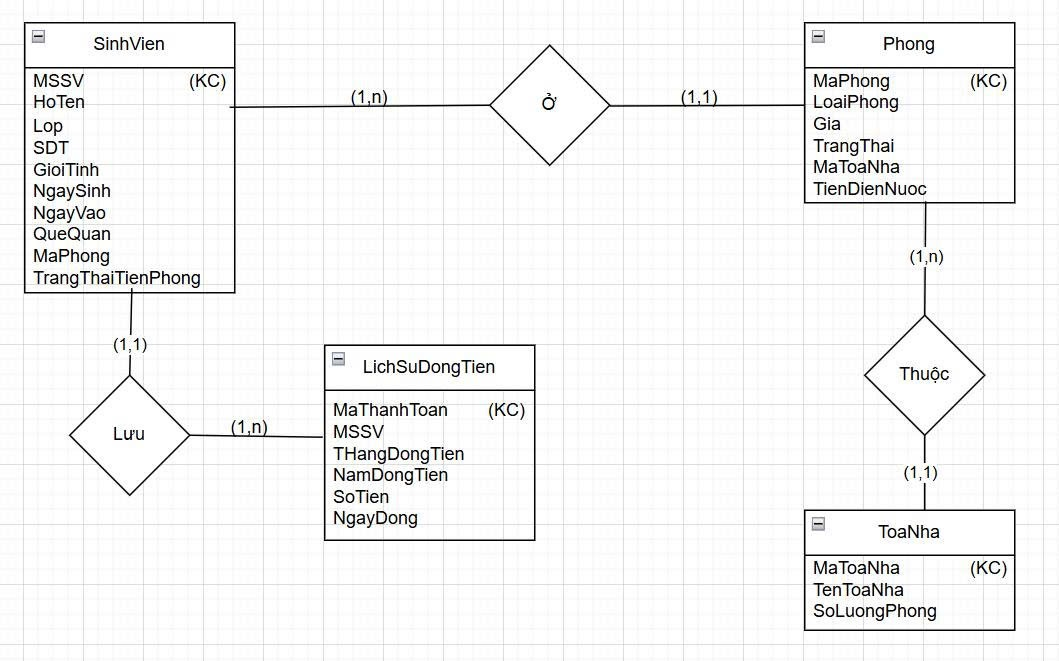 SinhVien
MSSV (KC)
HoTen
Lop
SDT
GioiTinh
NgaySinh
NgayVao
QueQuan
MaPhong
TrangThaiTienPhong
(1,n)
Ở
(1,1)
Phong
MaPhong (KC)
LoaiPhong
Gia
TrangThai
MaToaNha
TienDienNuoc
(1,n)
Thuộc
(1,1)
ToaNha
MaToaNha (KC)
TenToaNha
SoLuongPhong
(1,1)
Lưu
(1,n)
LichSuDongTien
MaThanhToan (KC)
MSSV
THangDongTien
NamDongTien
SoTien
NgayDong